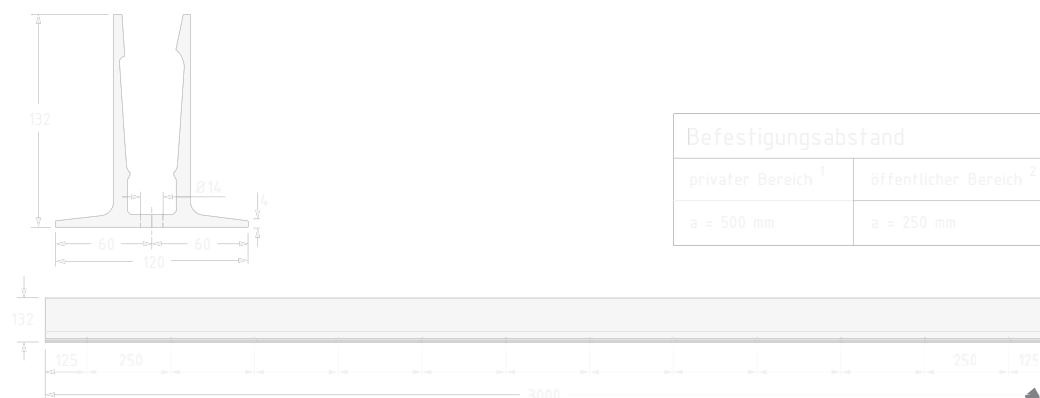 132
Ø14
4
60 60
120
Befestigungsabstand
privater Bereich 1 öffentlicher Bereich 2
a = 500 mm a = 250 mm
132
125 250 250 125
3000